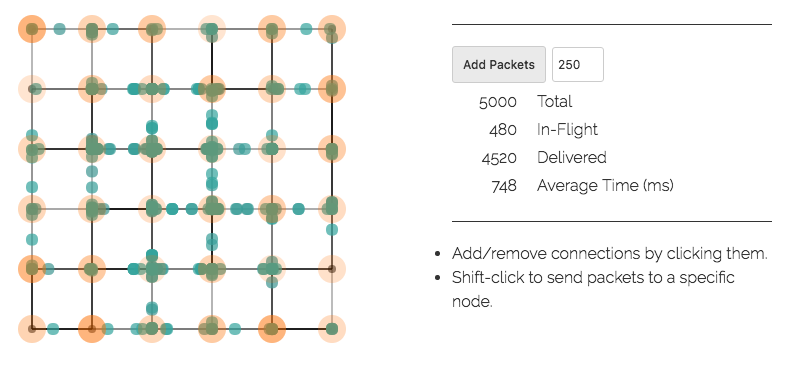 Add Packets 250
5000 Total
480 In-Flight
4520 Delivered
748 Average Time (ms)
• Add/remove connections by clicking them.
• Shift-click to send packets to a specific
node.